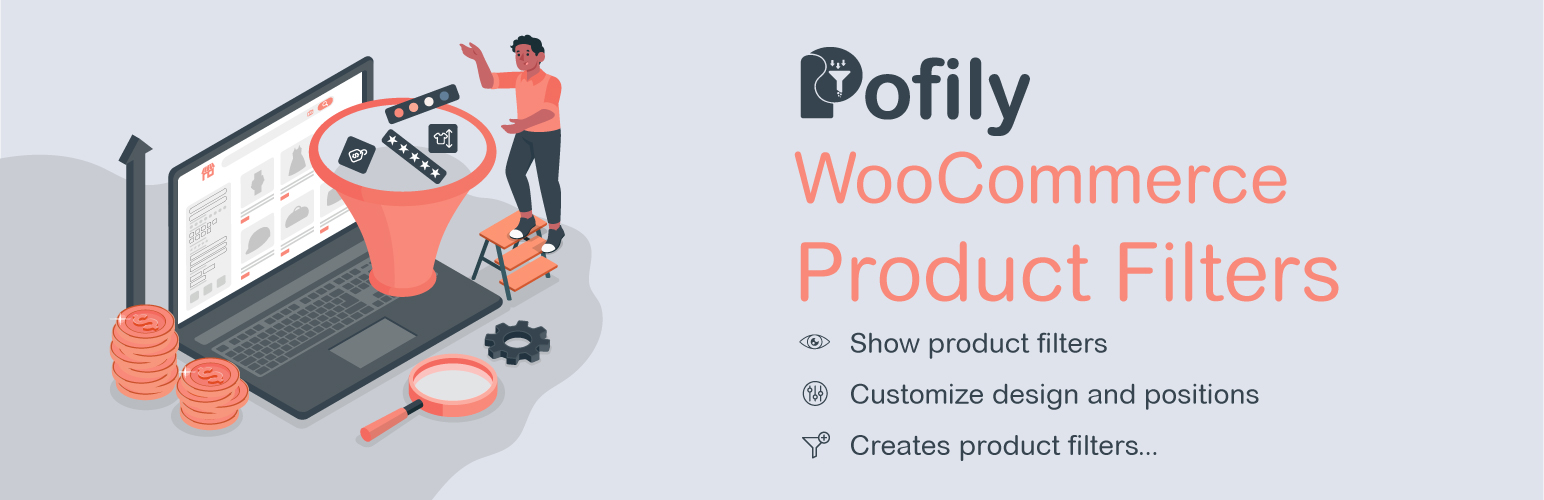 Pofily
WooCommerce
Product Filters
Show product filters
Customize design and positions
Creates product filters...